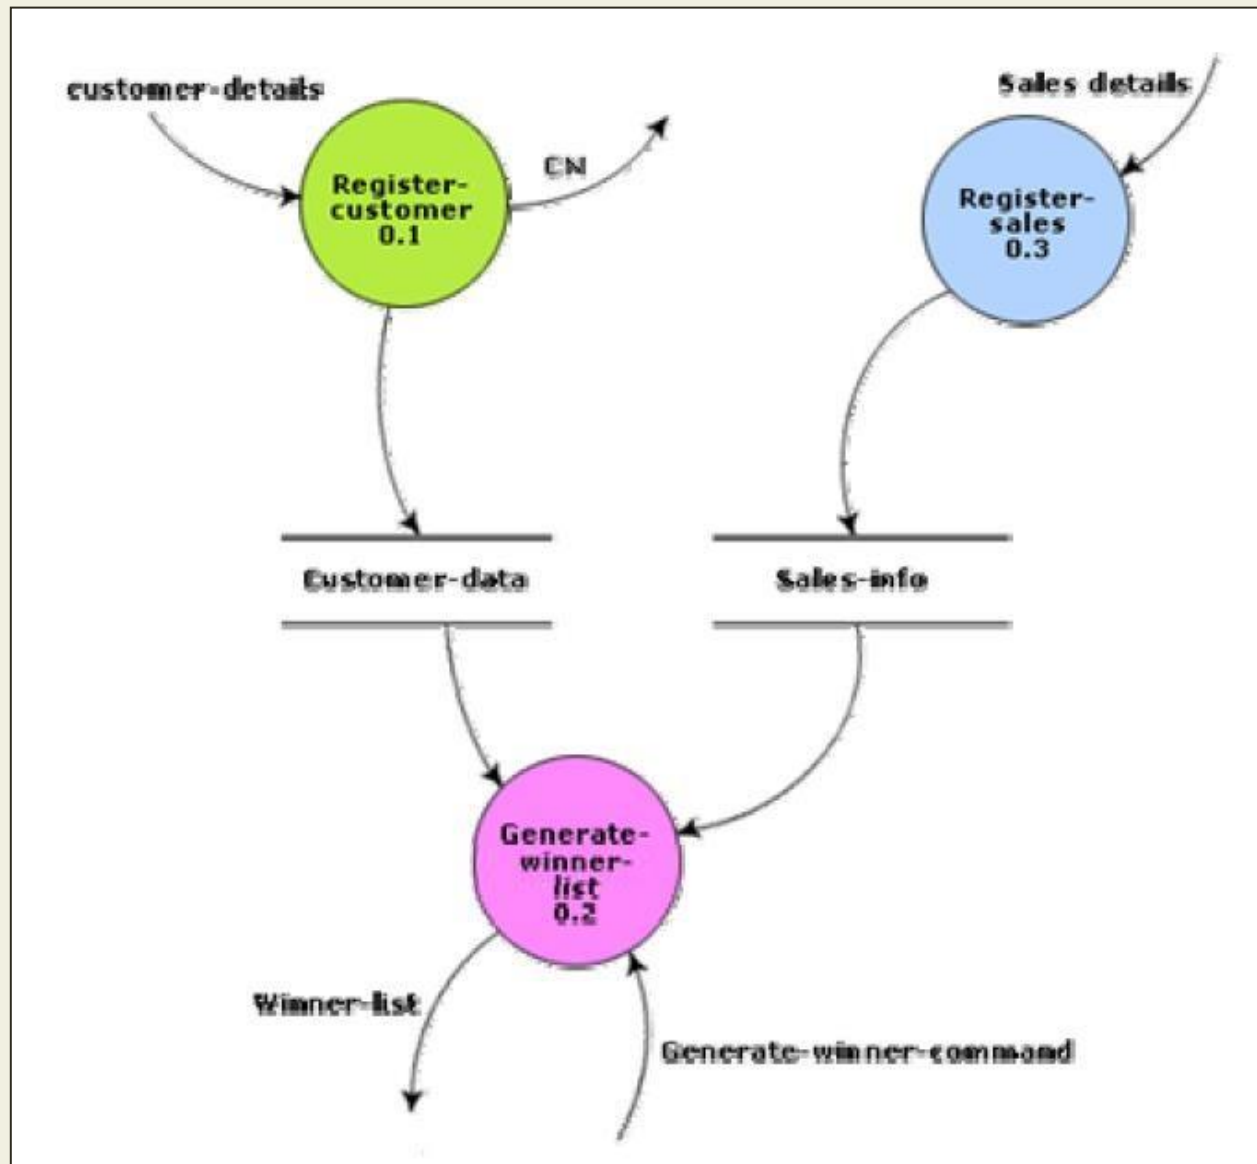 customer-details
Sales details
CN
Register-
customer
0.1
Register-
sales
0.3
Customer-data
Sales-info
Generate-
winner-
list
0.2
Winner-list
Generate-winner-command